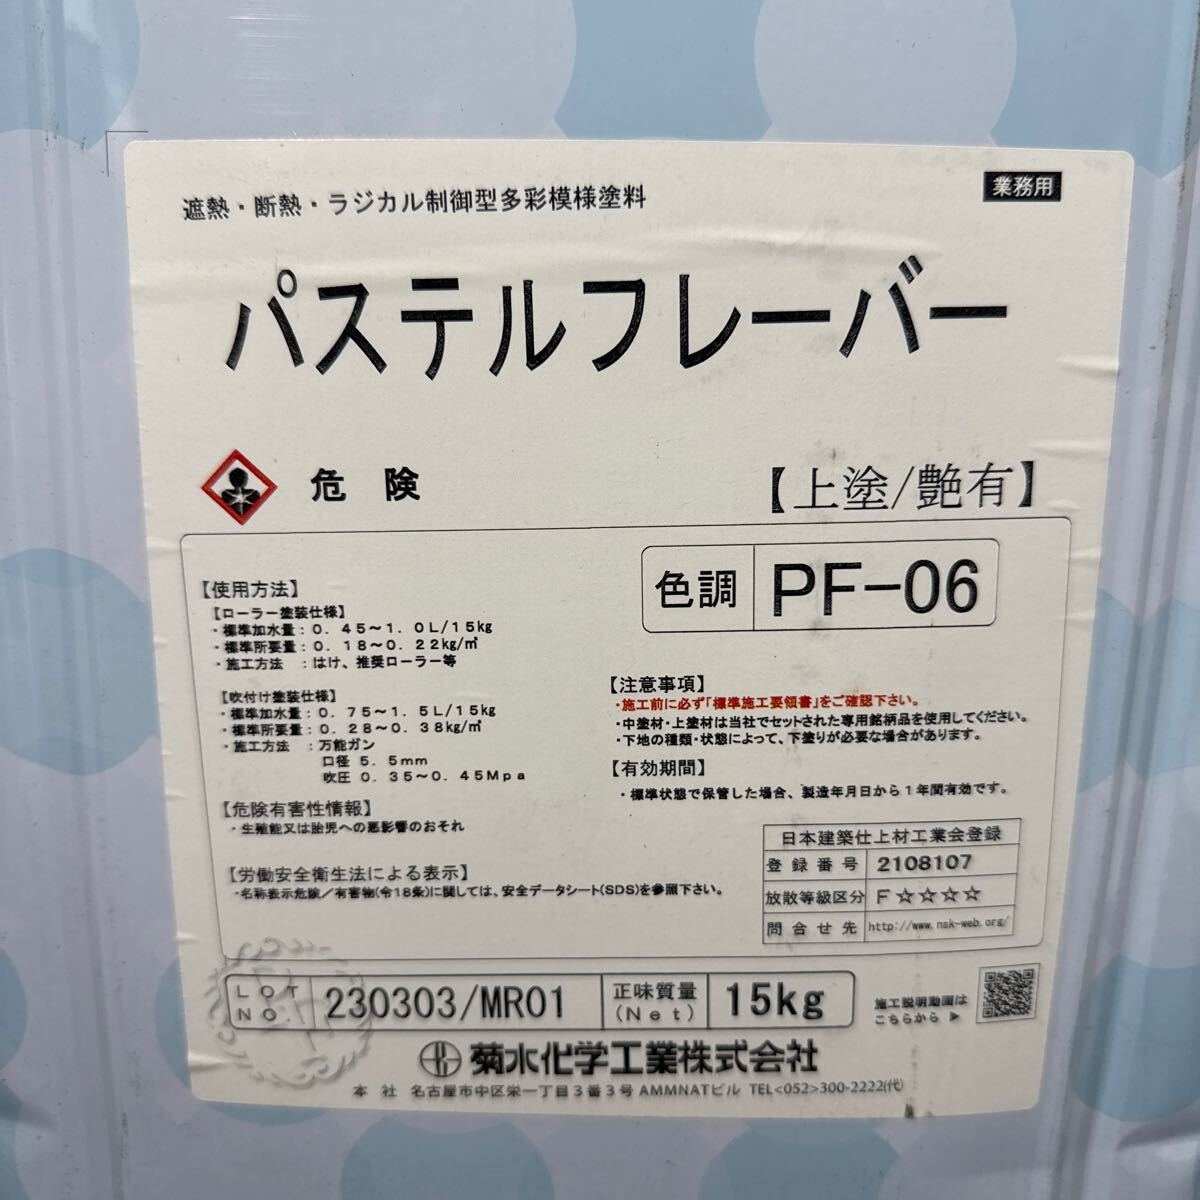 遮熱・断熱・ラジカル制御型多彩模様塗料
業務用
パステルフレーバー
危 険
【上塗/艶有】
色調 PF-06
【使用方法】
【ローラー塗装仕様】
・標準加水量：０．４５～１．０Ｌ/１５kg
・標準所要量：０．１８～０．２２kg/㎡
・施工方法 ：はけ、推奨ローラー等
【吹付け塗装仕様】
・標準加水量：０．７５～１．５Ｌ/１５kg
・標準所要量：０．２８～０．３８kg/㎡
・施工方法 ：万能ガン
口径 ５．５mm
吹圧 ０．３５～０．４５Ｍｐａ
【危険有害性情報】
・生殖能又は胎児への悪影響のおそれ
【労働安全衛生法による表示】
・名称表示危険／有害物(令18条)に関しては、安全データシート(SDS)を参照下さい。
【注意事項】
・施工前に必ず「標準施工要領書」をご確認下さい。
・中塗材・上塗材は当社でセットされた専用銘柄品を使用してください。
・下地の種類・状態によって、下塗りが必要な場合があります。
【有効期間】
・標準状態で保管した場合、製造年月日から１年間有効です。
日本建築仕上材工業会登録
登録番号 2108107
放散等級区分 F☆☆☆☆
問合せ先 http://www.nsk-web.org/
LOT NO. 230303/MR01 正味質量 (Net) 15kg
施工説明動画は
こちらから ▶
菊水化学工業株式会社
本 社 名古屋市中区栄一丁目３番３号 AMMNATビル TEL<052>300-2222(代)